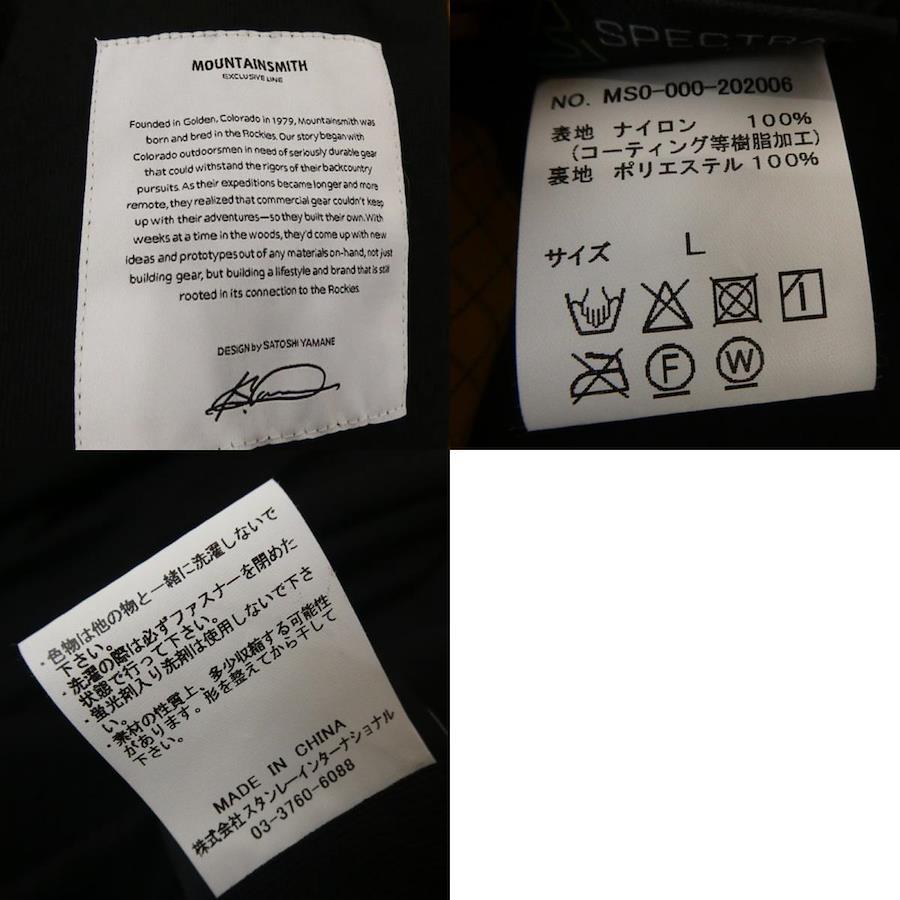 MOUNTAINSMITH
EXCLUSIVE LINE
Founded in Golden, Colorado in 1979, Mountainsmith was
born and bred in the Rockies. Our story began with
Colorado outdoorsmen in need of seriously durable gear
that could withstand the rigors of their backcountry
pursuits. As their expeditions became longer and more
remote, they realized that commercial gear couldn't keep
up with their adventures—so they built their own. With
weeks at a time in the woods, they'd come up with new
ideas and prototypes out of any materials on-hand, not just
building gear, but building a lifestyle and brand that is still
rooted in its connection to the Rockies.
DESIGN by SATOSHI YAMANE
SPECTRA
NO. MS0-000-202006
表地 ナイロン 100%
(コーティング等樹脂加工)
裏地 ポリエステル 100%
サイズ L
F W
・色物は他の物と一緒に洗濯しないで
下さい。
・洗濯の際は必ずファスナーを閉めた
状態で行って下さい。
・蛍光剤入り洗剤は使用しないで下さ
い。
・素材の性質上、多少収縮する可能性
があります。形を整えてから干して
下さい。
MADE IN CHINA
株式会社スタンレーインターナショナル
03-3760-6088